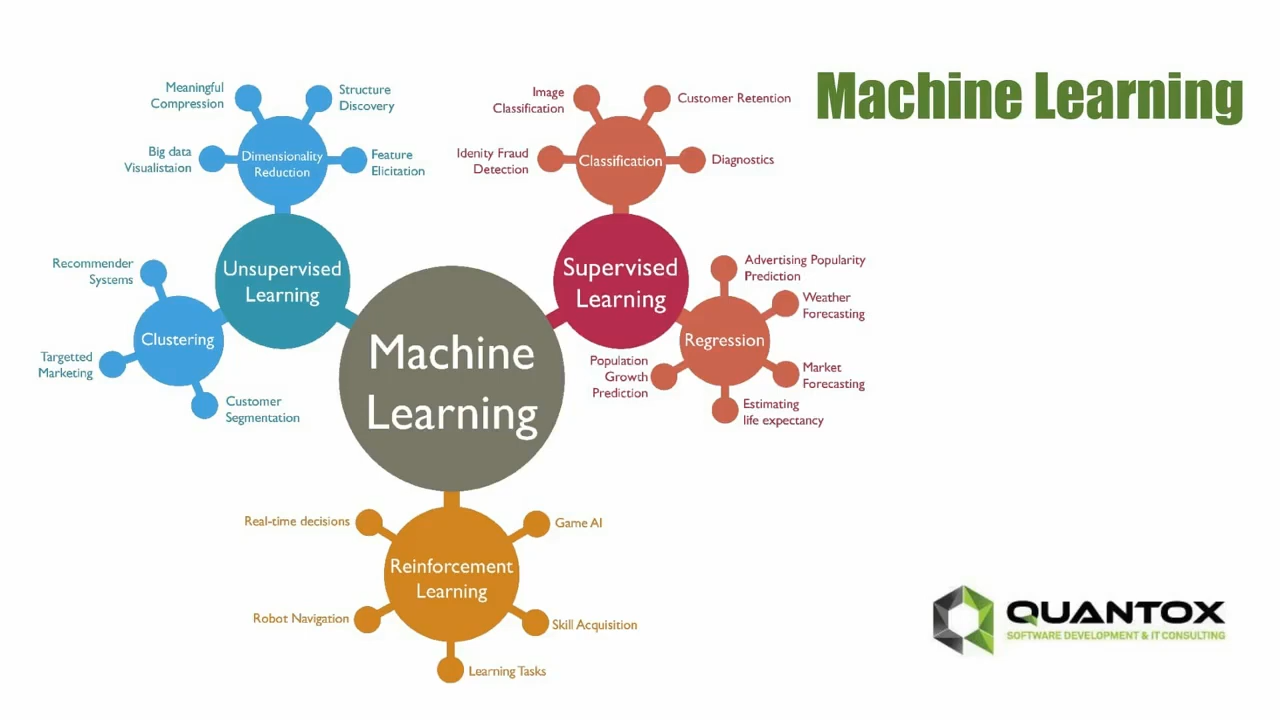 Machine Learning
Meaningful
Compression
Structure
Discovery
Big data
Visualistaion
Dimensionality
Reduction
Feature
Elicitation
Image
Classification
Customer Retention
Idenity Fraud
Detection
Classification
Diagnostics
Recommender
Systems
Unsupervised
Learning
Clustering
Targetted
Marketing
Customer
Segmentation
Supervised
Learning
Advertising Popularity
Prediction
Weather
Forecasting
Regression
Population
Growth
Prediction
Market
Forecasting
Estimating
life expectancy
Machine
Learning
Real-time decisions
Game AI
Reinforcement
Learning
Robot Navigation
Skill Acquisition
Learning Tasks
QUANTOX
SOFTWARE DEVELOPMENT & IT CONSULTING